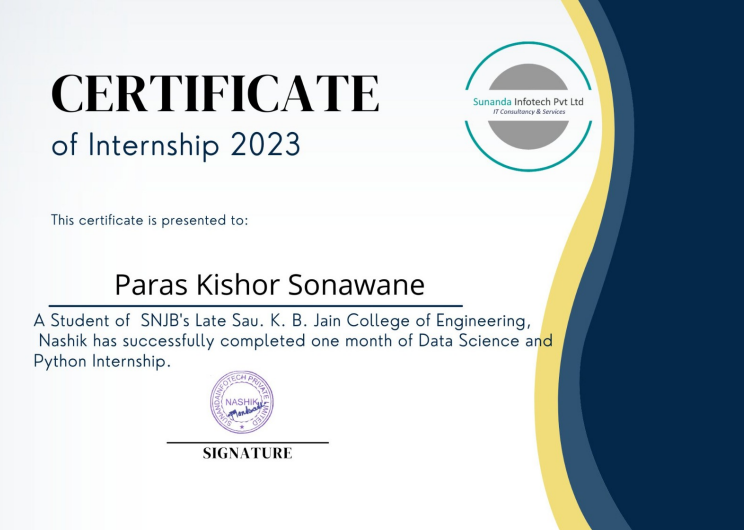 CERTIFICATE
of Internship 2023
Sunanda Infotech Pvt Ltd
IT Consultancy & Services
This certificate is presented to:
Paras Kishor Sonawane
A Student of SNJB's Late Sau. K. B. Jain College of Engineering,
Nashik has successfully completed one month of Data Science and
Python Internship.
SUNANDAINFOTECH PRIVATE LIMITED
NASHIK
SIGNATURE